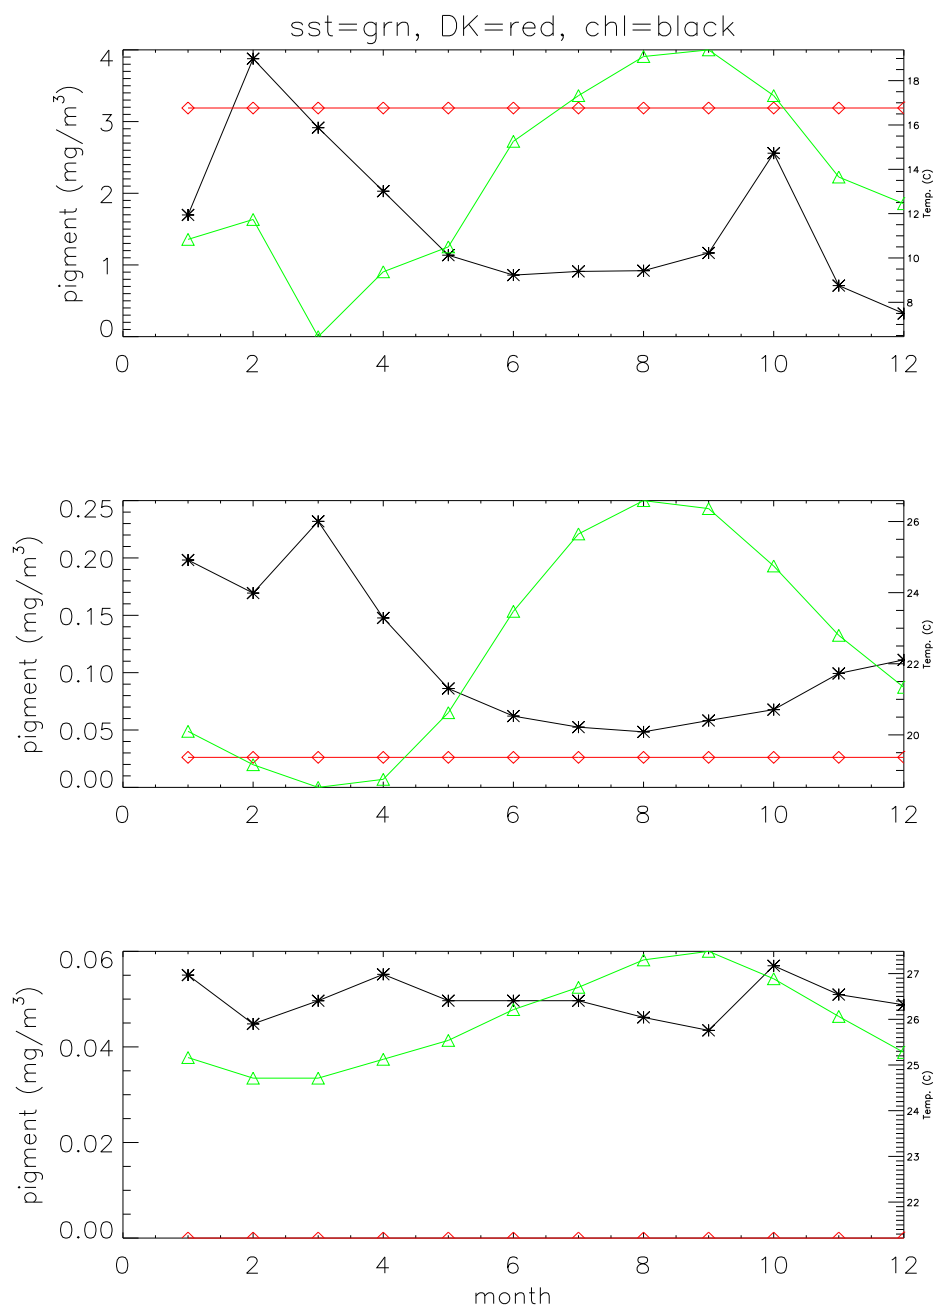 sst=grn, DK=red, chl=black
4
3
2
1
0
pigment (mg/m³)
18
16
14
12
10
8
Temp. (C)
0 2 4 6 8 10 12
0.25
0.20
0.15
0.10
0.05
0.00
pigment (mg/m³)
26
24
22
20
Temp. (C)
0 2 4 6 8 10 12
0.06
0.04
0.02
0.00
pigment (mg/m³)
27
26
25
24
23
22
Temp. (C)
0 2 4 6 8 10 12
month